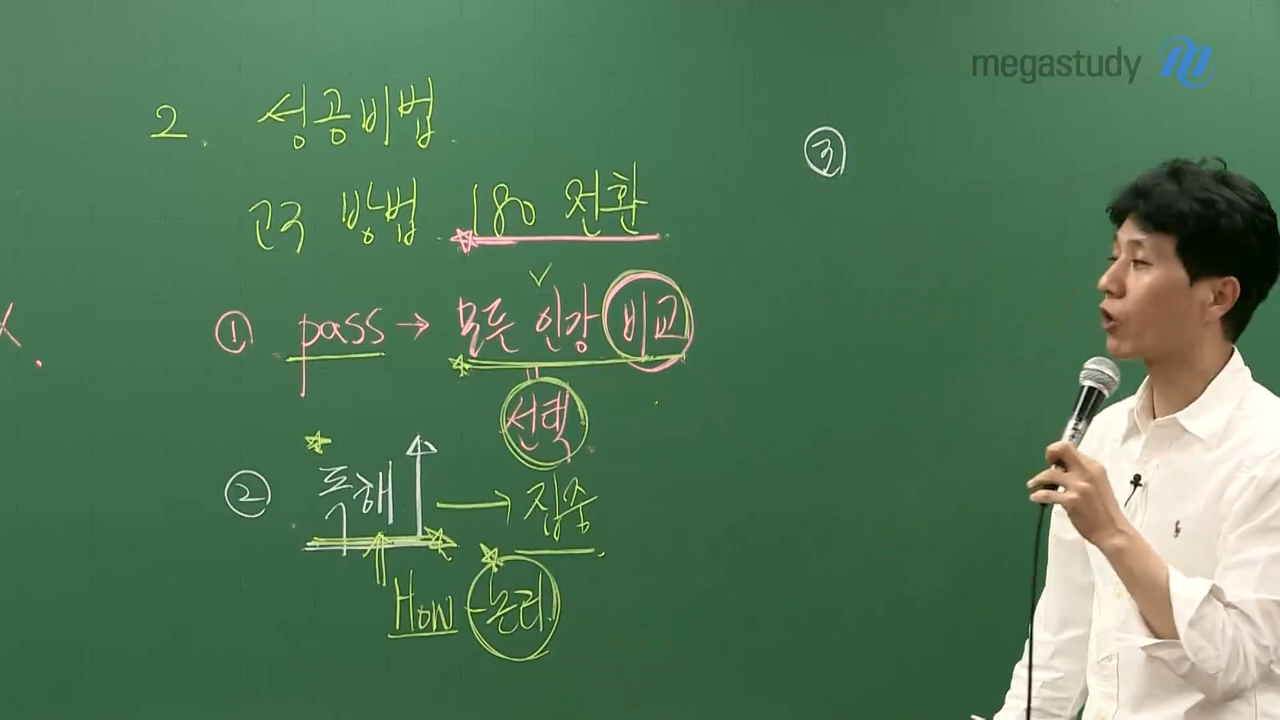 megastudy
2. 성공비법
고3 방법 180 전환
① pass → 모든 인강 비교
선택
② 독해 → 집중
How - 논리
③